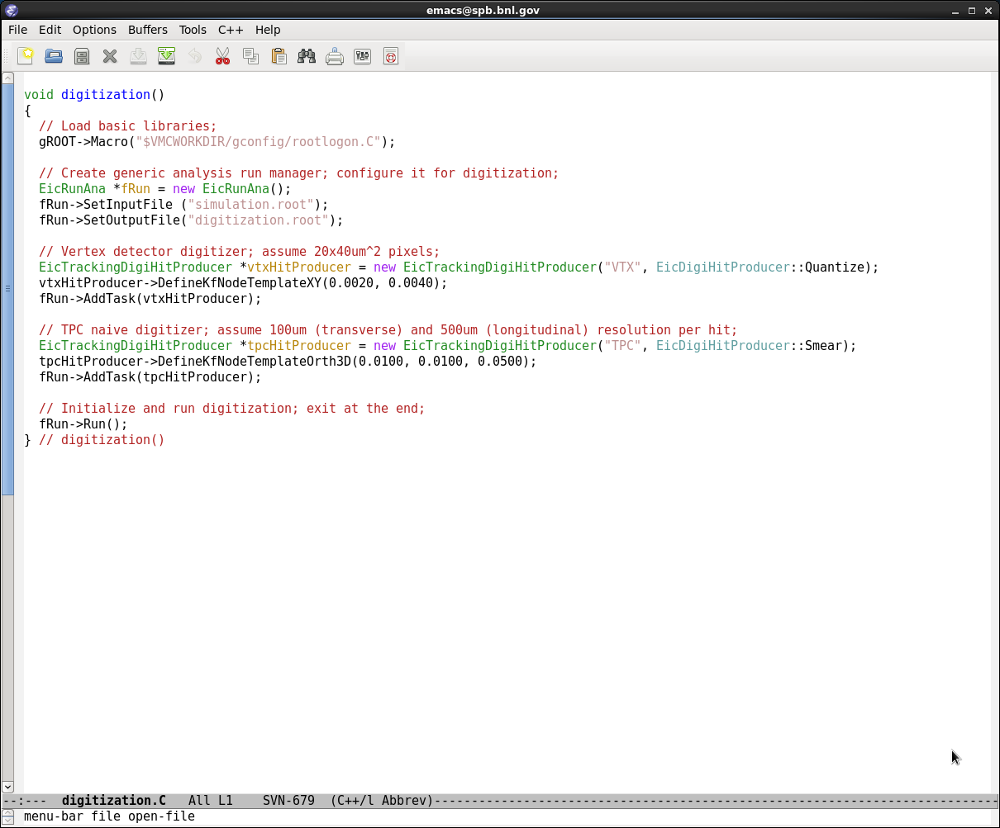 emacs@spb.bnl.gov
File Edit Options Buffers Tools C++ Help
void digitization()
{
  // Load basic libraries;
  gROOT->Macro("$VMCWORKDIR/gconfig/rootlogon.C");

  // Create generic analysis run manager; configure it for digitization;
  EicRunAna *fRun = new EicRunAna();
  fRun->SetInputFile ("simulation.root");
  fRun->SetOutputFile("digitization.root");

  // Vertex detector digitizer; assume 20x40um^2 pixels;
  EicTrackingDigiHitProducer *vtxHitProducer = new EicTrackingDigiHitProducer("VTX", EicDigiHitProducer::Quantize);
  vtxHitProducer->DefineKfNodeTemplateXY(0.0020, 0.0040);
  fRun->AddTask(vtxHitProducer);

  // TPC naive digitizer; assume 100um (transverse) and 500um (longitudinal) resolution per hit;
  EicTrackingDigiHitProducer *tpcHitProducer = new EicTrackingDigiHitProducer("TPC", EicDigiHitProducer::Smear);
  tpcHitProducer->DefineKfNodeTemplateOrth3D(0.0100, 0.0100, 0.0500);
  fRun->AddTask(tpcHitProducer);

  // Initialize and run digitization; exit at the end;
  fRun->Run();
} // digitization()
--:---  digitization.C   All L1    SVN-679  (C++/l Abbrev)---------------------------------------------------------------------------
menu-bar file open-file